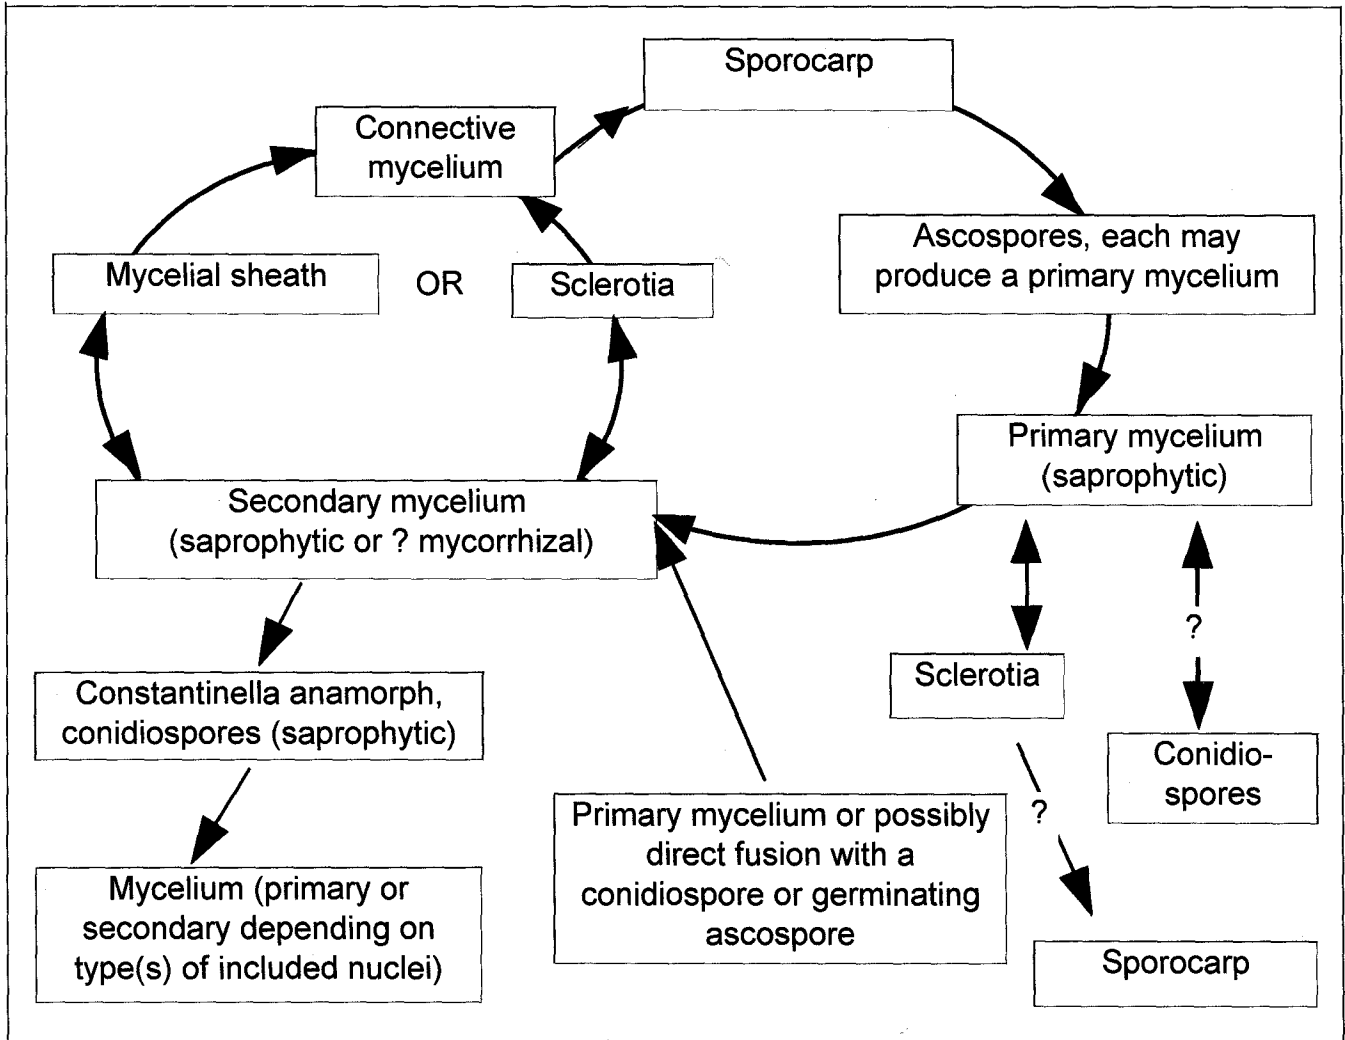 Sporocarp
Connective
mycelium
Ascospores, each may
produce a primary mycelium
Mycelial sheath
OR
Sclerotia
Primary mycelium
(saprophytic)
Secondary mycelium
(saprophytic or ? mycorrhizal)
?
Sclerotia
Constantinella anamorph,
conidiospores (saprophytic)
Conidio-
spores
?
Primary mycelium or possibly
direct fusion with a
conidiospore or germinating
ascospore
Mycelium (primary or
secondary depending on
type(s) of included nuclei)
Sporocarp